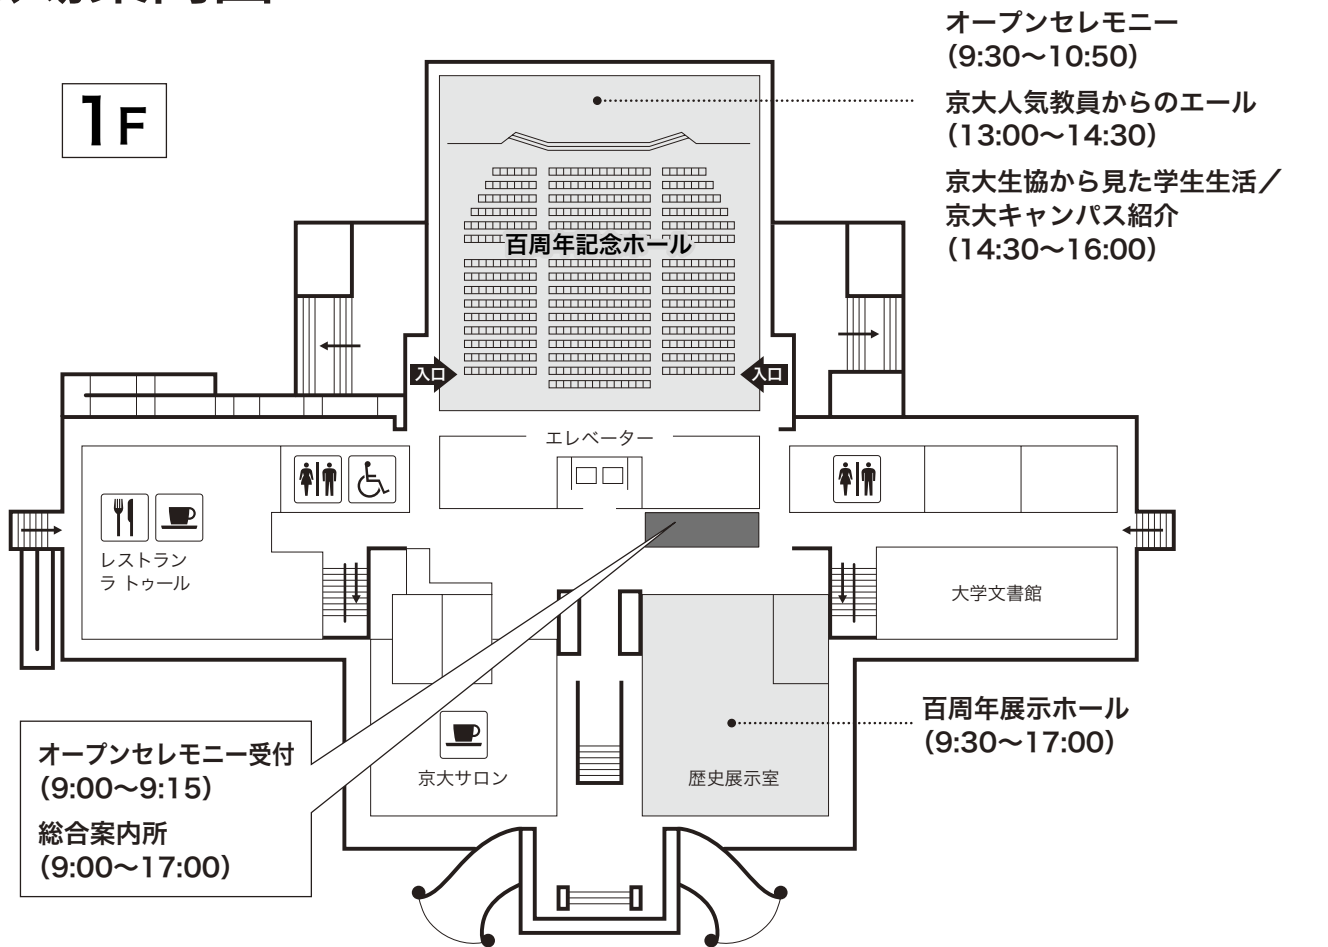 1F
オープンセレモニー
（9:30〜10:50）
京大人気教員からのエール
（13:00〜14:30）
京大生協から見た学生生活／
京大キャンパス紹介
（14:30〜16:00）
百周年記念ホール
入口
入口
エレベーター
レストラン
ラ トゥール
大学文書館
百周年展示ホール
（9:30〜17:00）
オープンセレモニー受付
（9:00〜9:15）
総合案内所
（9:00〜17:00）
京大サロン
歴史展示室